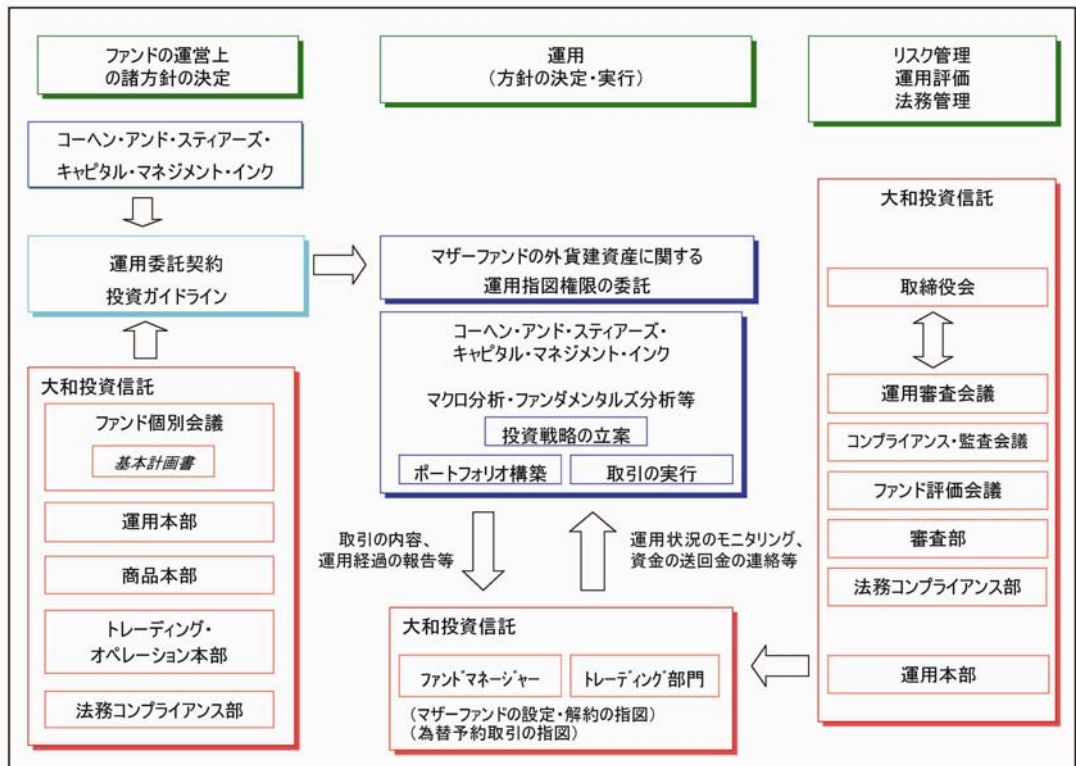 ファンドの運営上
の諸方針の決定
運用
(方針の決定・実行)
リスク管理
運用評価
法務管理
コーヘン・アンド・スティアーズ・
キャピタル・マネジメント・インク
運用委託契約
投資ガイドライン
大和投資信託
ファンド個別会議
基本計画書
運用本部
商品本部
トレーディング・
オペレーション本部
法務コンプライアンス部
マザーファンドの外貨建資産に関する
運用指図権限の委託
コーヘン・アンド・スティアーズ・
キャピタル・マネジメント・インク
マクロ分析・ファンダメンタルズ分析等
投資戦略の立案
ポートフォリオ構築
取引の実行
取引の内容、
運用経過の報告等
運用状況のモニタリング、
資金の送回金の連絡等
大和投資信託
ファンドマネージャー
トレーディング部門
(マザーファンドの設定・解約の指図)
(為替予約取引の指図)
大和投資信託
取締役会
運用審査会議
コンプライアンス・監査会議
ファンド評価会議
審査部
法務コンプライアンス部
運用本部